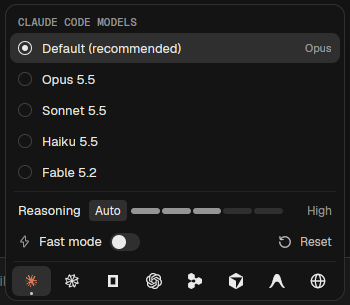 CLAUDE CODE MODELS
Default (recommended) Opus
Opus 5.5
Sonnet 5.5
Haiku 5.5
Fable 5.2
Reasoning Auto High
Fast mode Reset